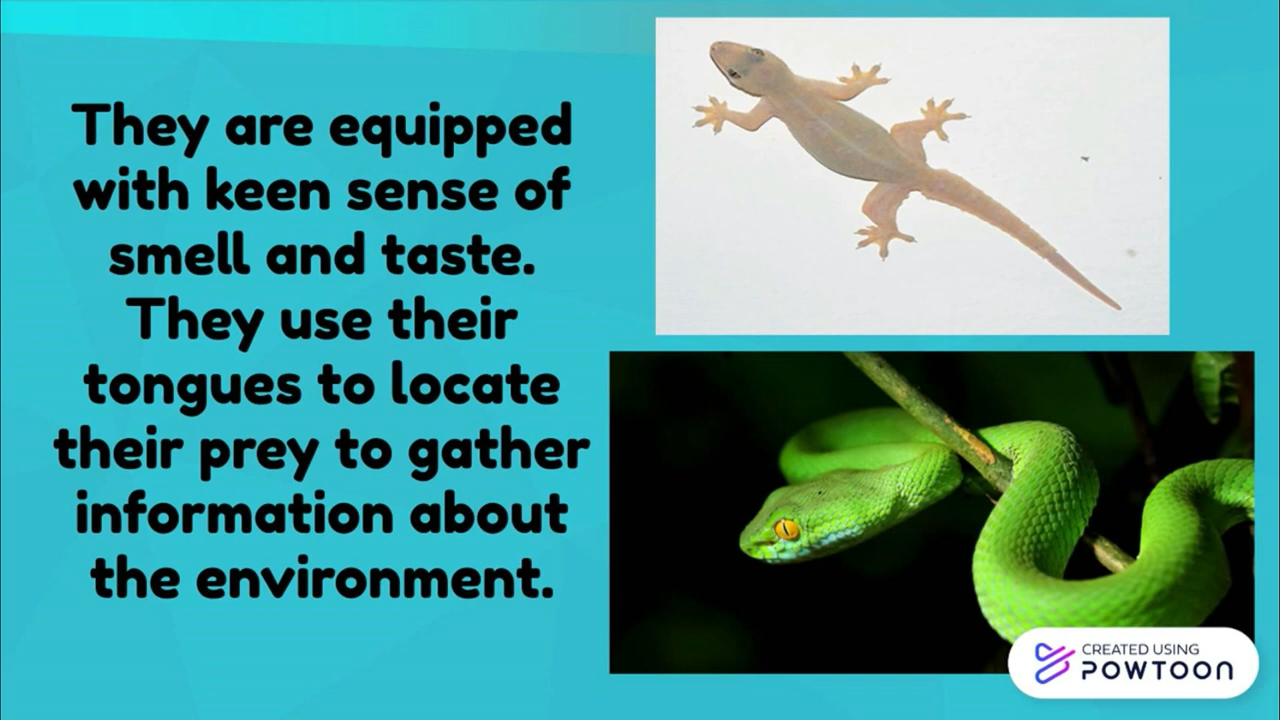 They are equipped
with keen sense of
smell and taste.
They use their
tongues to locate
their prey to gather
information about
the environment.
CREATED USING
POWTOON